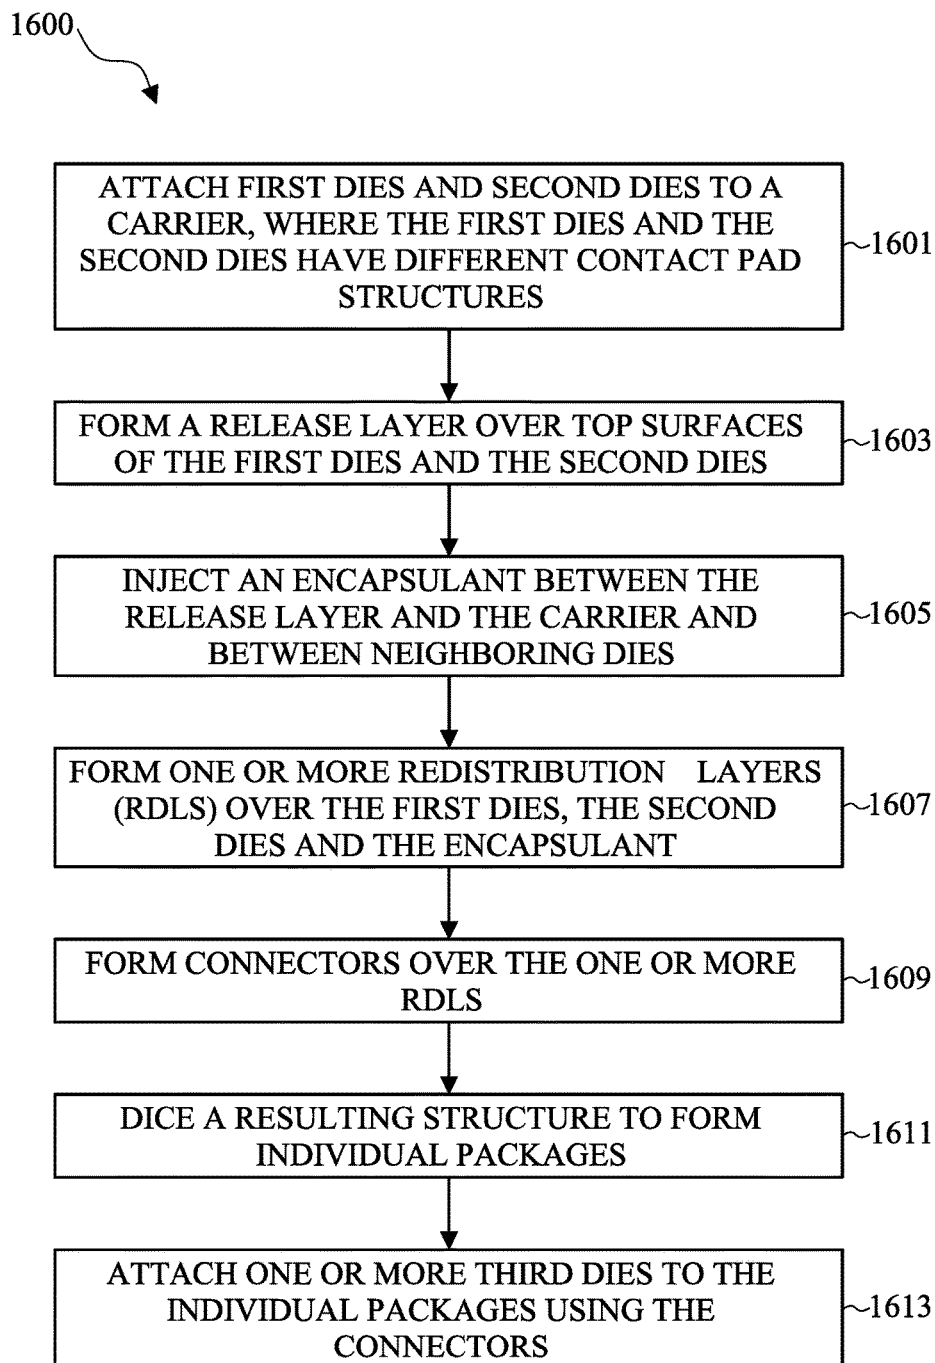 1600
ATTACH FIRST DIES AND SECOND DIES TO A
CARRIER, WHERE THE FIRST DIES AND THE
SECOND DIES HAVE DIFFERENT CONTACT PAD
STRUCTURES
1601
FORM A RELEASE LAYER OVER TOP SURFACES
OF THE FIRST DIES AND THE SECOND DIES
1603
INJECT AN ENCAPSULANT BETWEEN THE
RELEASE LAYER AND THE CARRIER AND
BETWEEN NEIGHBORING DIES
1605
FORM ONE OR MORE REDISTRIBUTION LAYERS
(RDLS) OVER THE FIRST DIES, THE SECOND
DIES AND THE ENCAPSULANT
1607
FORM CONNECTORS OVER THE ONE OR MORE
RDLS
1609
DICE A RESULTING STRUCTURE TO FORM
INDIVIDUAL PACKAGES
1611
ATTACH ONE OR MORE THIRD DIES TO THE
INDIVIDUAL PACKAGES USING THE
CONNECTORS
1613